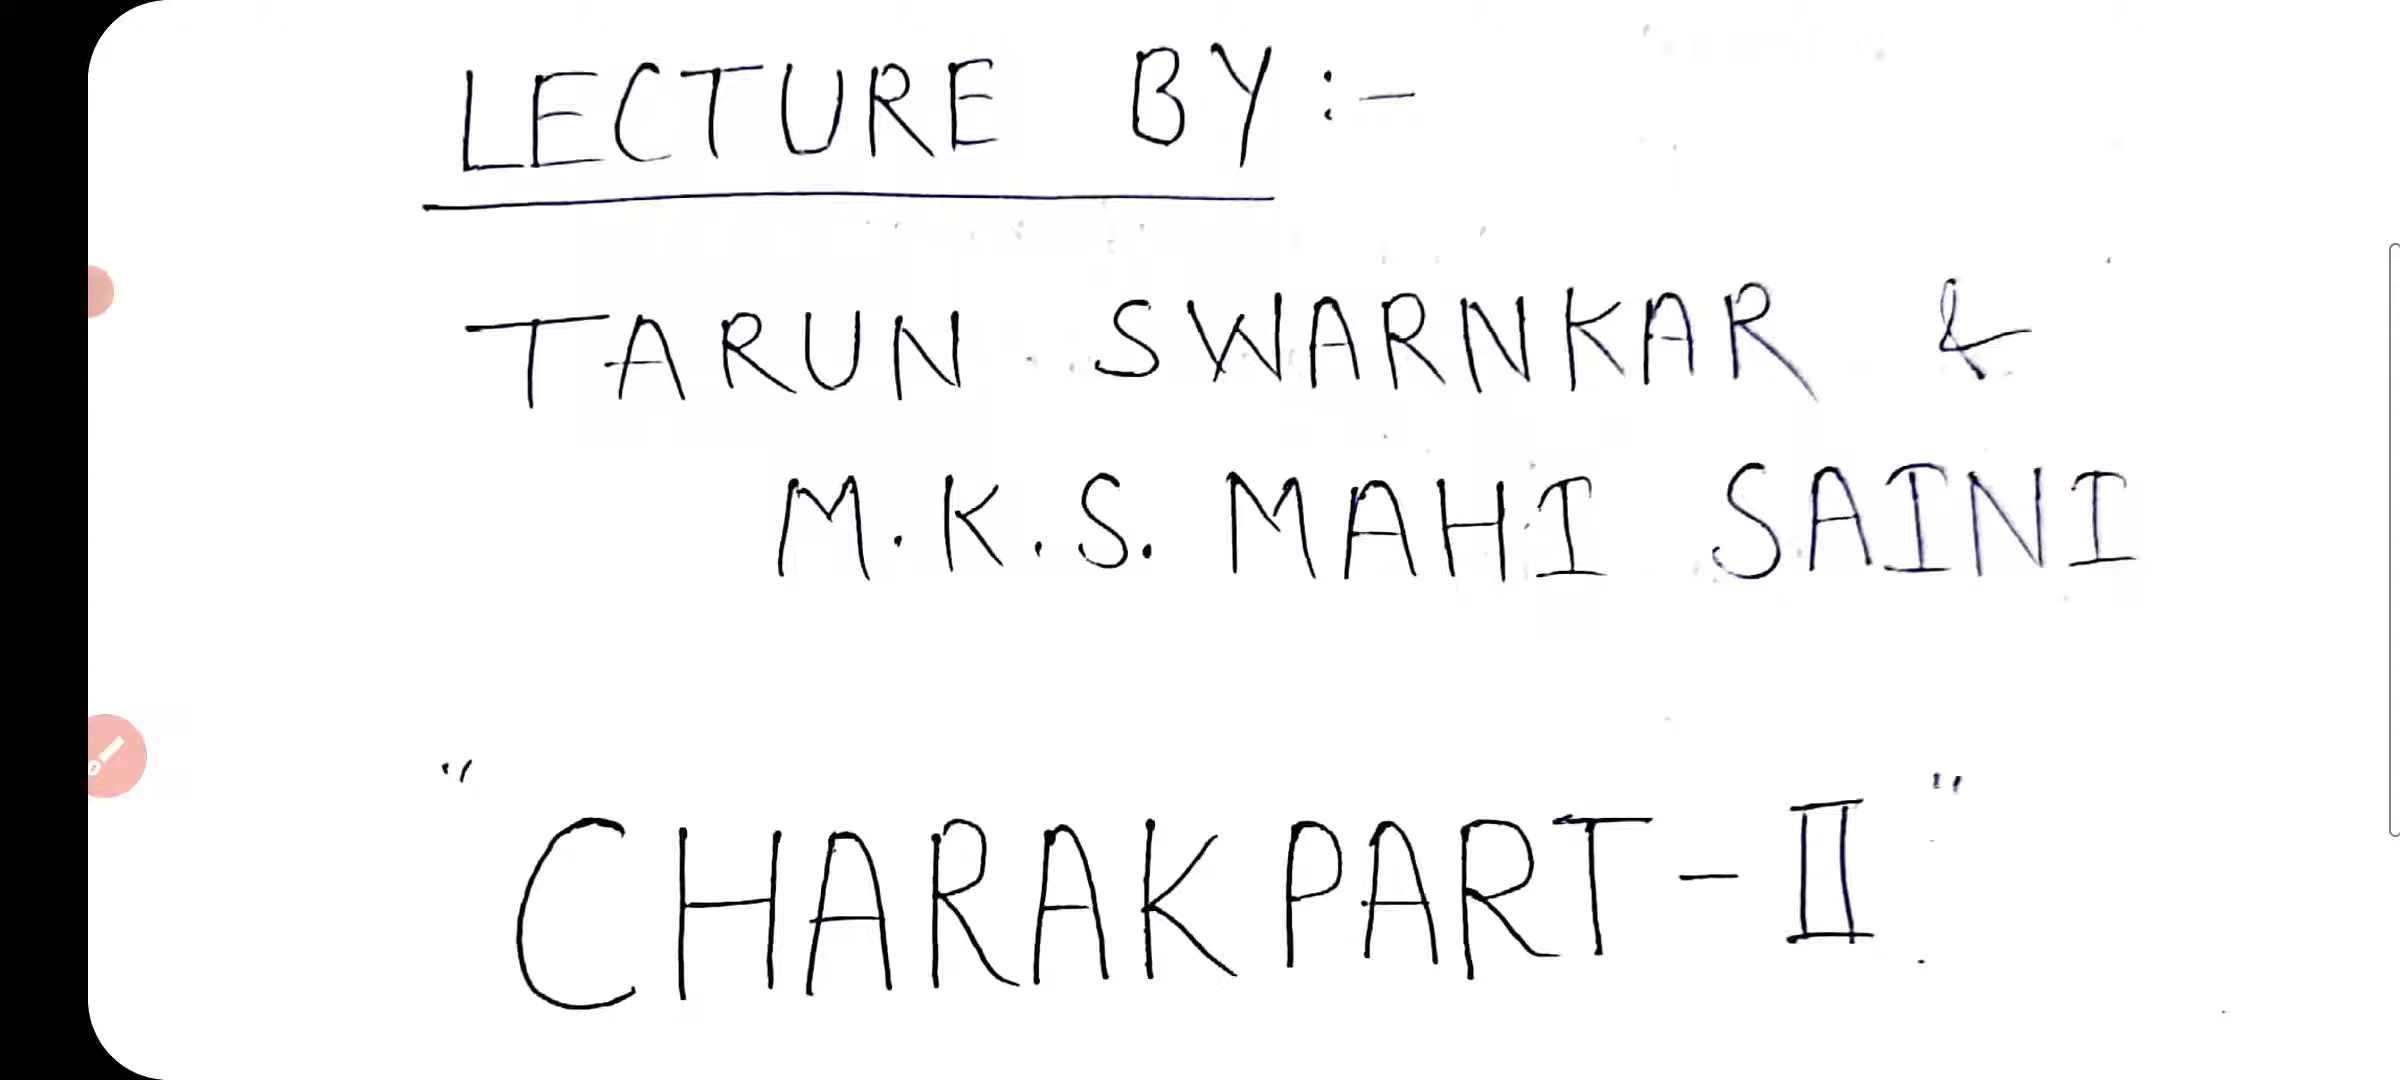 LECTURE BY :-
TARUN SWARNKAR &
M.K.S. MAHI SAINI
"CHARAK PART - II"